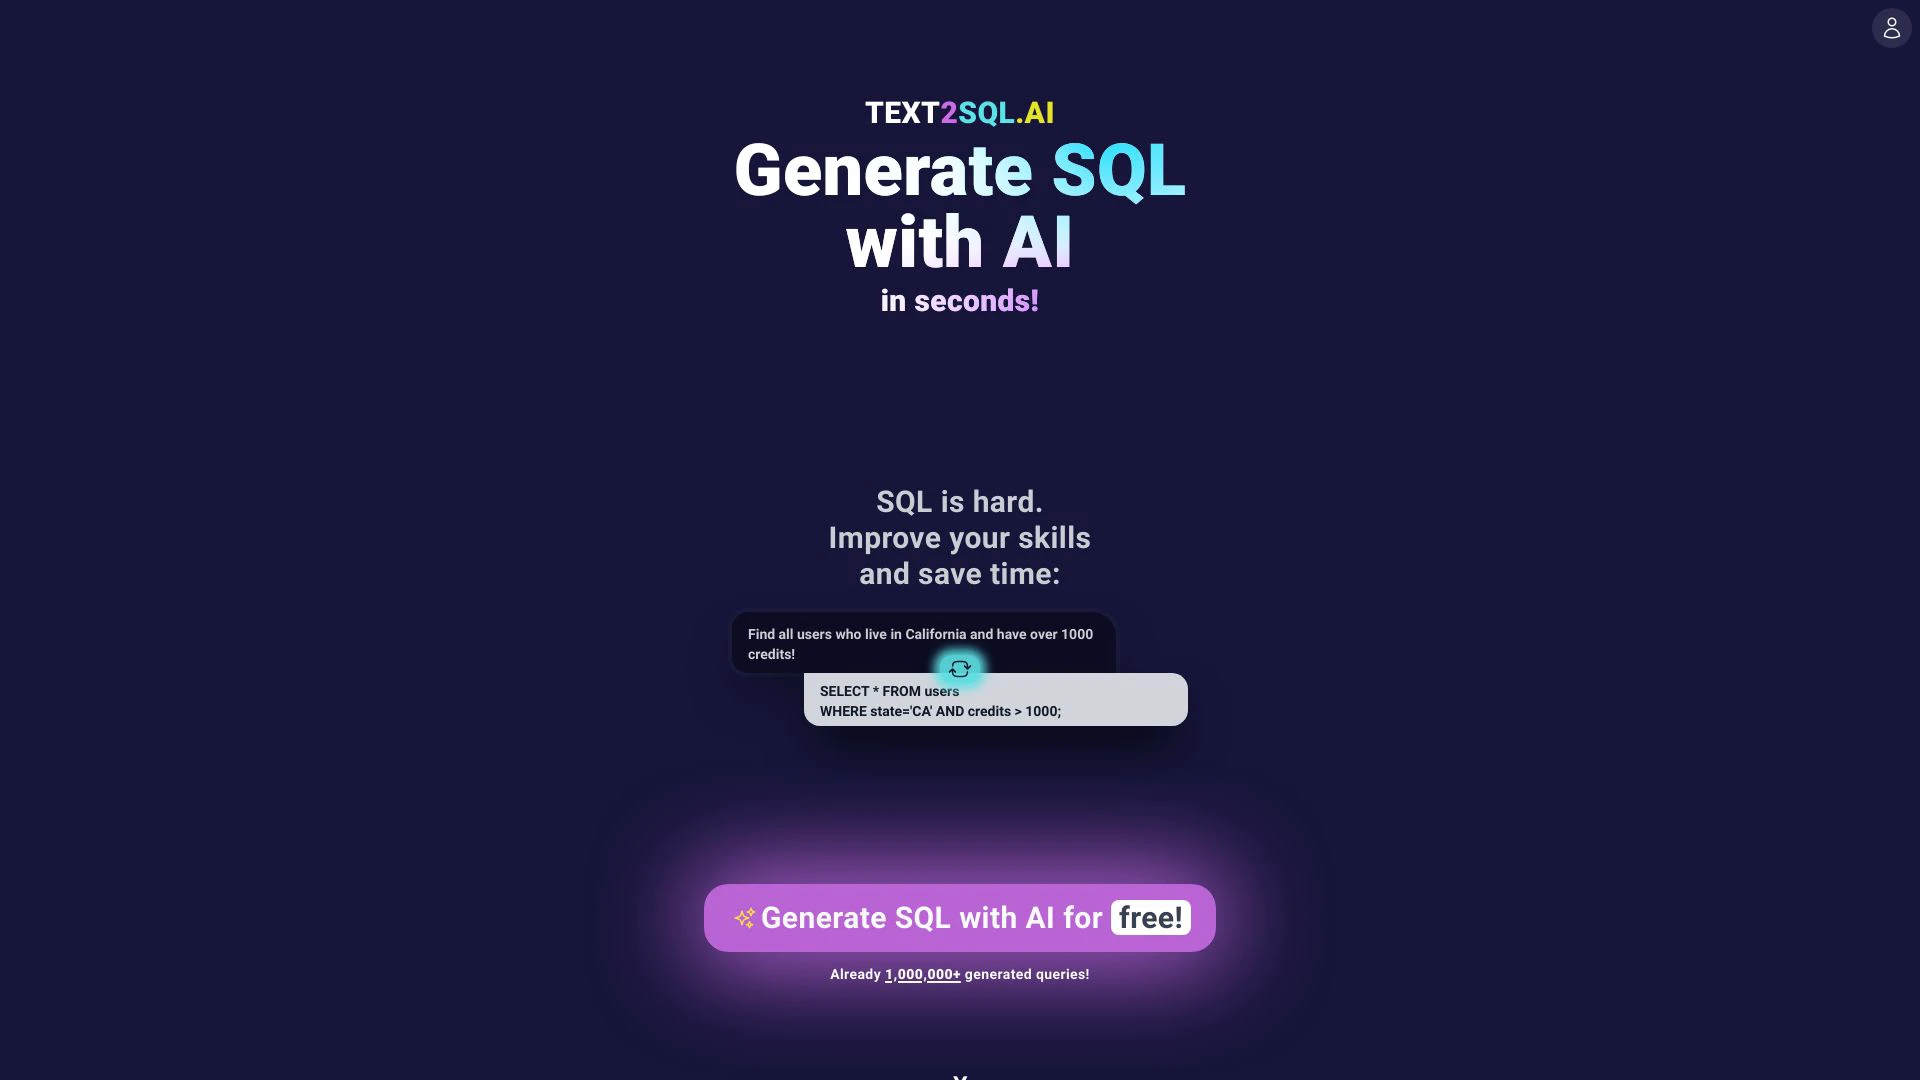 TEXT2SQL.AI
Generate SQL
with AI
in seconds!
SQL is hard.
Improve your skills
and save time:
Find all users who live in California and have over 1000
credits!
SELECT * FROM users
WHERE state='CA' AND credits > 1000;
Generate SQL with AI for free!
Already 1,000,000+ generated queries!